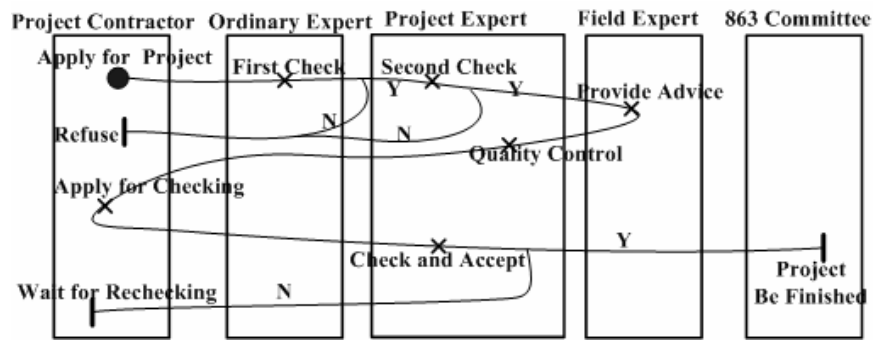 Project Contractor Ordinary Expert Project Expert Field Expert 863 Committee
Apply for Project
First Check
Second Check
Y
Y
Provide Advice
N
N
Refuse
Quality Control
Apply for Checking
Y
Check and Accept
Project
Be Finished
Wait for Rechecking
N